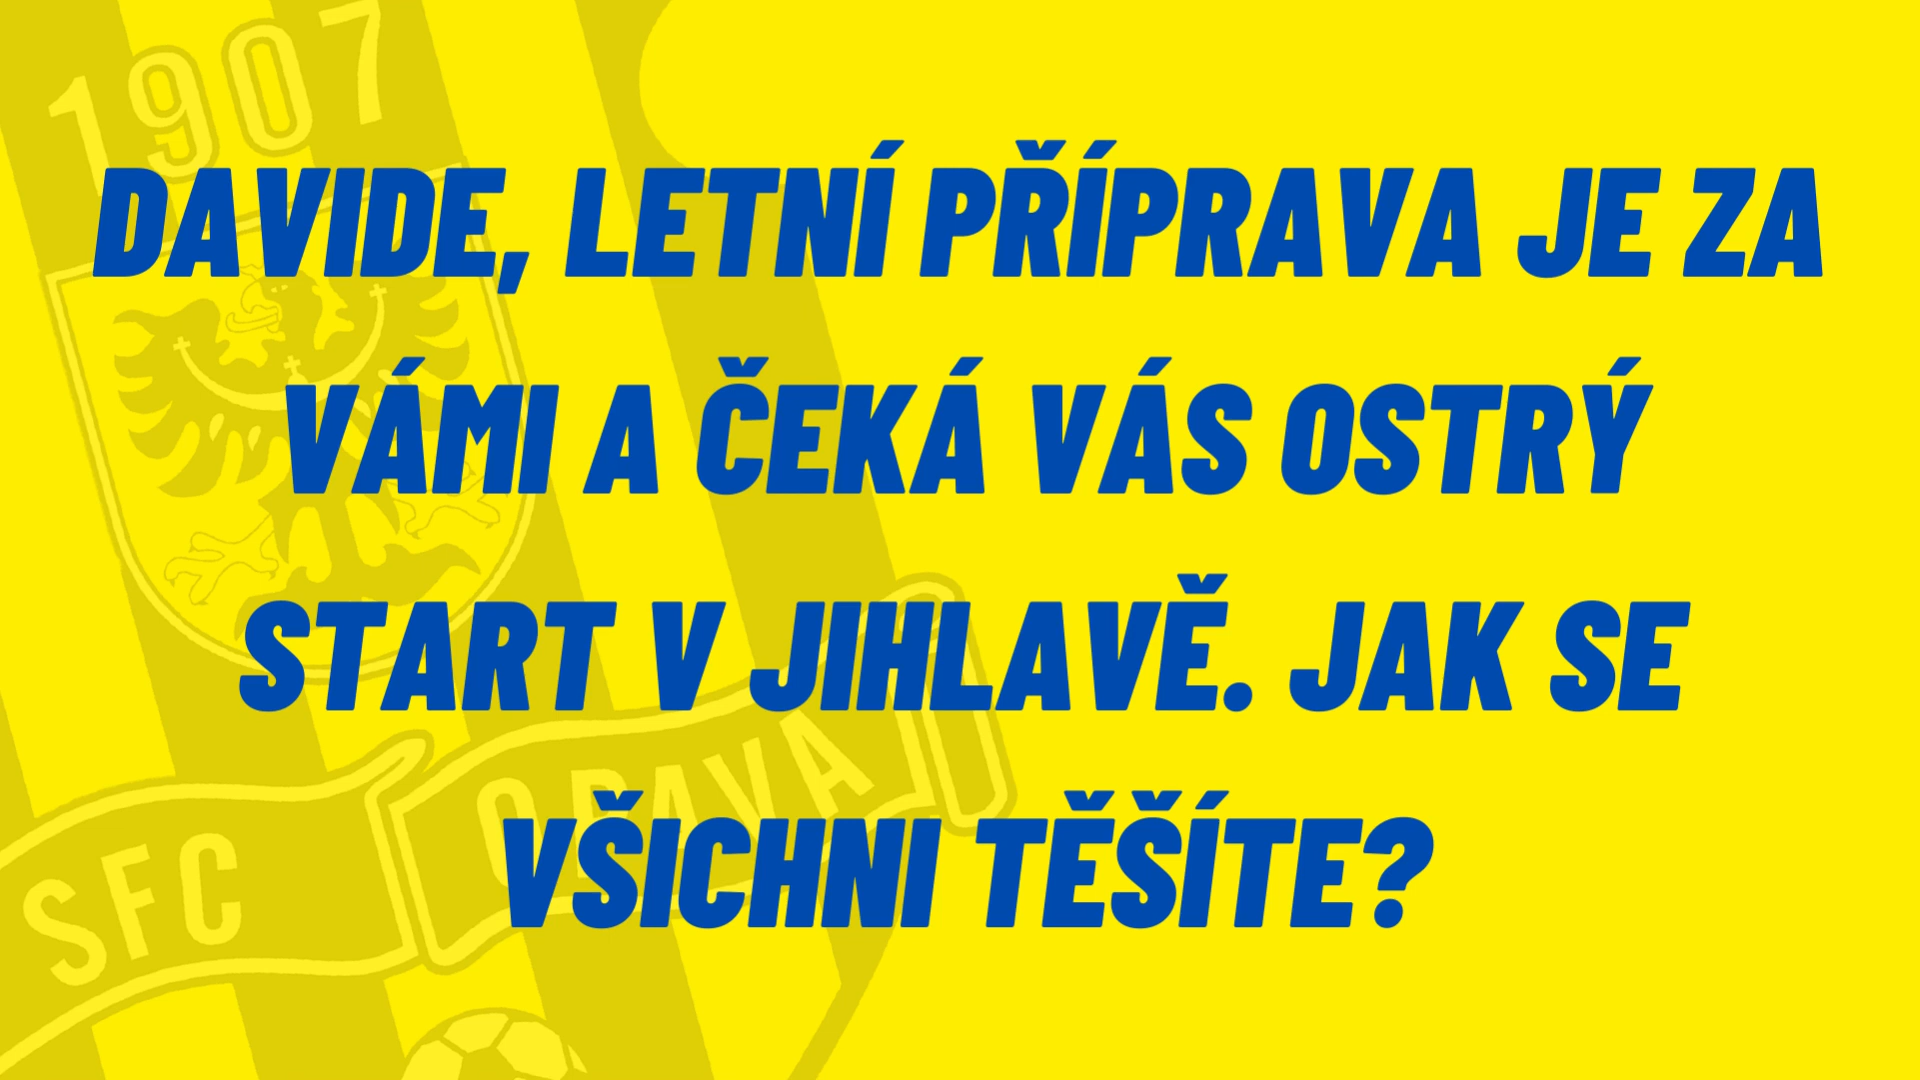 1907
DAVIDE, LETNÍ PŘÍPRAVA JE ZA
VÁMI A ČEKÁ VÁS OSTRÝ
START V JIHLAVĚ. JAK SE
VŠICHNI TĚŠÍTE?
SFC OPAVA